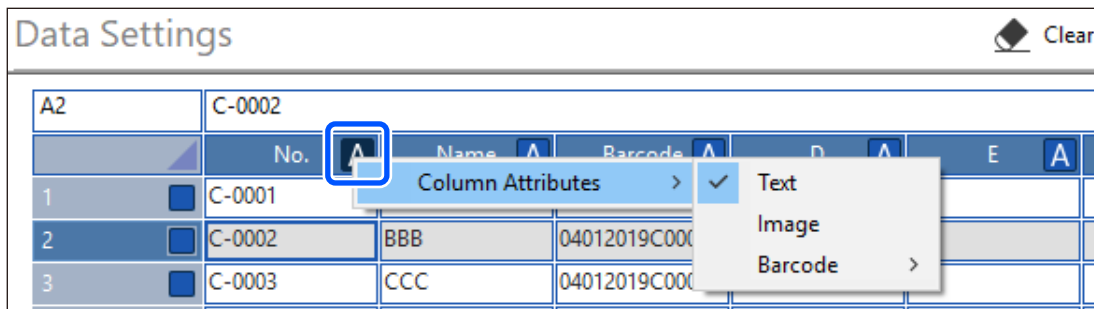 Data Settings Clear
A2 C-0002
No. A Name A Barcode A D A E A
Column Attributes > ✓ Text
1 C-0001
Image
2 C-0002 BBB 04012019C000
Barcode >
3 C-0003 CCC 04012019C000